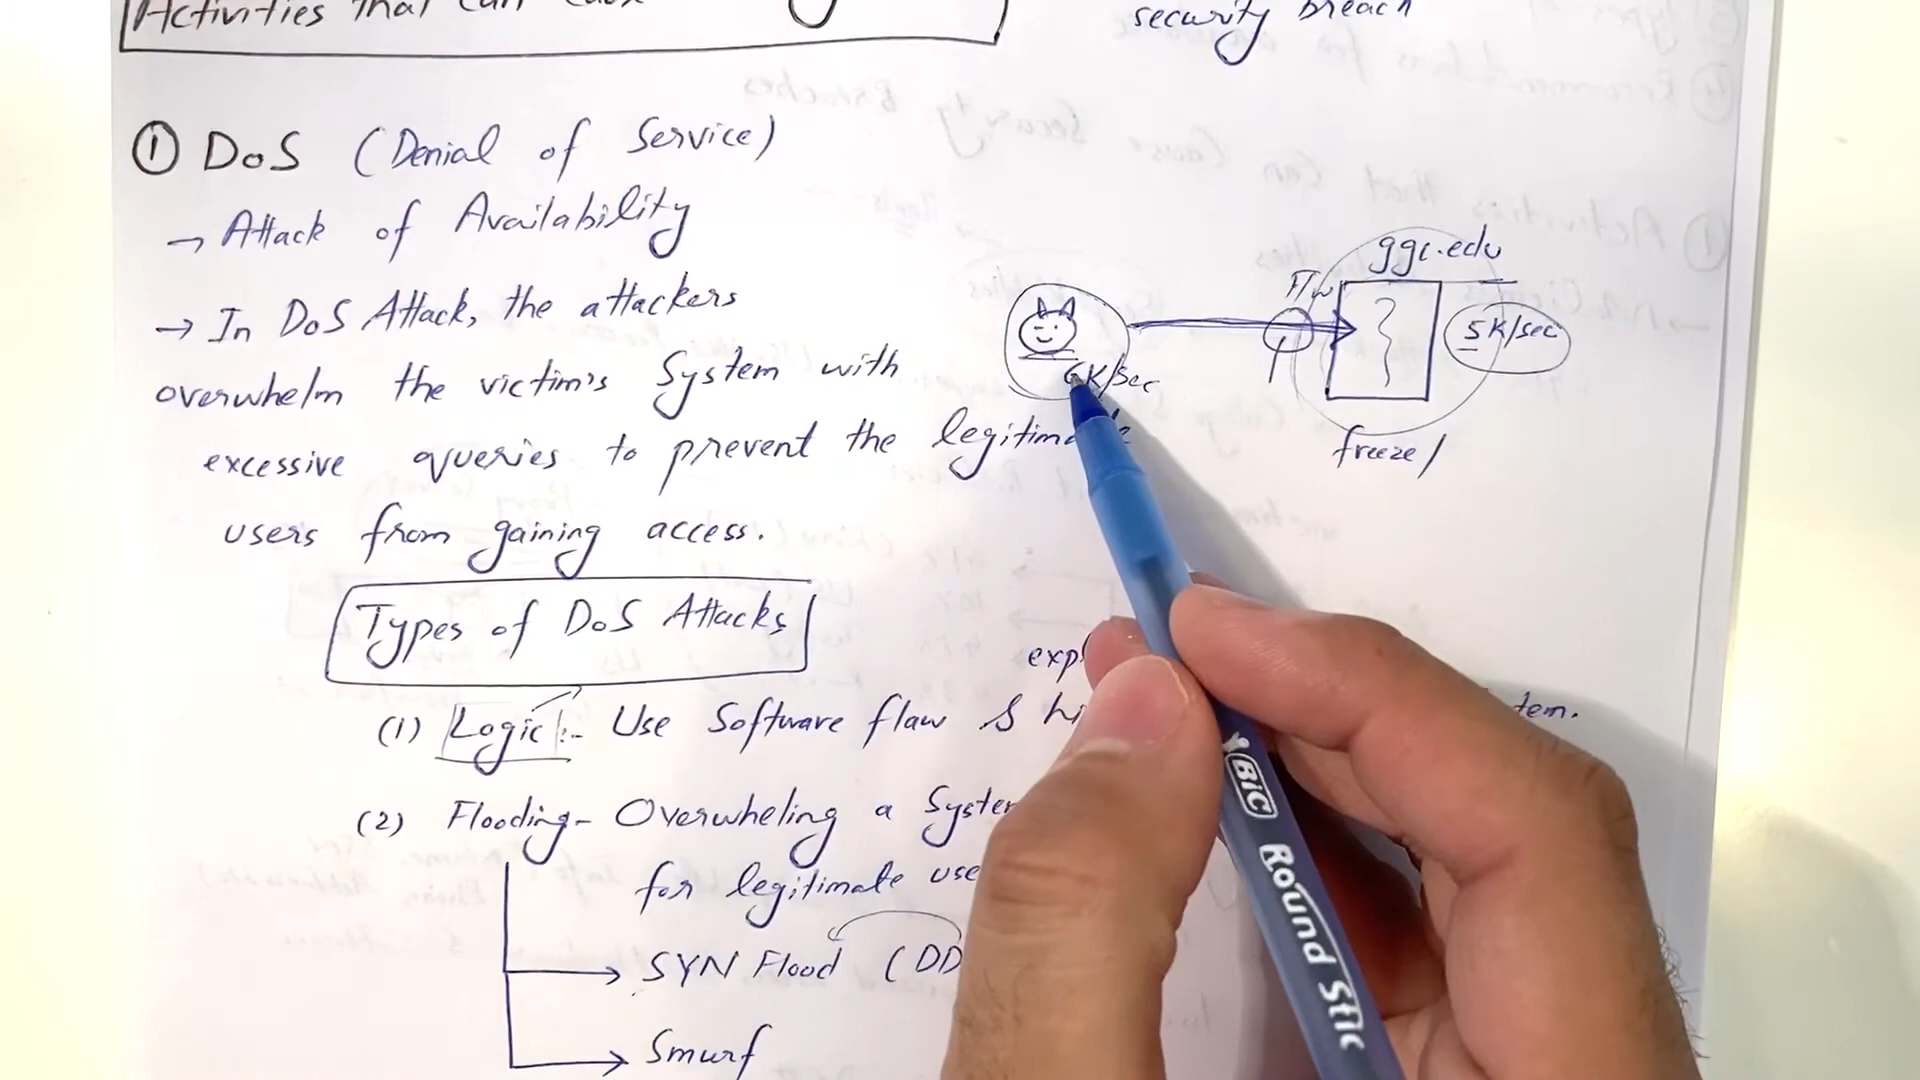 Activities that can
security breach
① DoS (Denial of Service)
→ Attack of Availability
→ In DoS Attack, the attackers
overwhelm the victim's System with
excessive queries to prevent the legitimate
users from gaining access.
ggc.edu
F/w
5K/sec
6K/sec
freeze/
Types of DoS Attacks
(1) Logic:- Use Software flaw &
(2) Flooding- Overwheling a System
for legitimate use
SYN Flood (DD
Smurf
BIC Round Stic